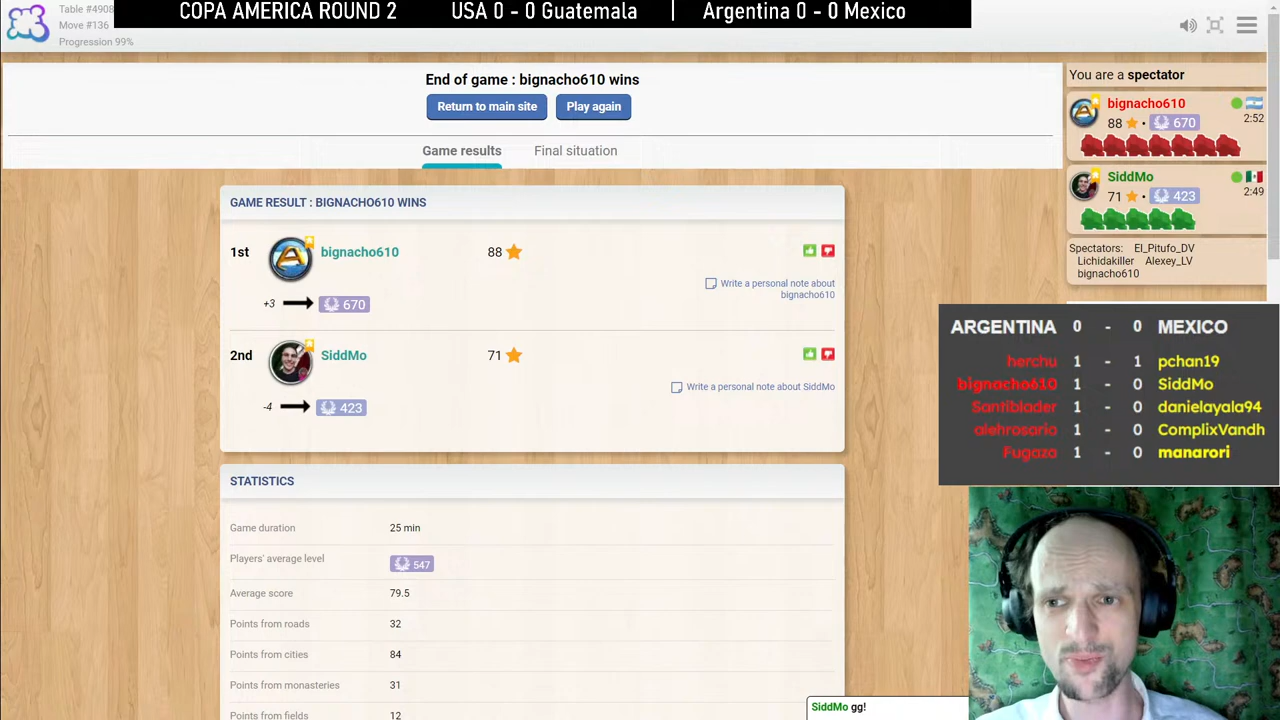 Table #4908
Move #136
Progression 99%
COPA AMERICA ROUND 2 USA 0 - 0 Guatemala | Argentina 0 - 0 Mexico
End of game : bignacho610 wins
Return to main site Play again
Game results Final situation
GAME RESULT : BIGNACHO610 WINS
1st bignacho610 88
Write a personal note about
bignacho610
+3 670
2nd SiddMo 71
Write a personal note about SiddMo
-4 423
STATISTICS
Game duration 25 min
Players' average level 547
Average score 79.5
Points from roads 32
Points from cities 84
Points from monasteries 31
Points from fields 12
You are a spectator
bignacho610
88 • 670 2:52
SiddMo
71 • 423 2:49
Spectators: El_Pitufo_DV
Lichidakiller Alexey_LV
bignacho610
ARGENTINA 0 - 0 MEXICO
herchu 1 - 1 pchan19
bignacho610 1 - 0 SiddMo
Santiblader 1 - 0 danielayala94
alehrosario 1 - 0 ComplixVandh
Fugaza 1 - 0 manarori
SiddMo gg!